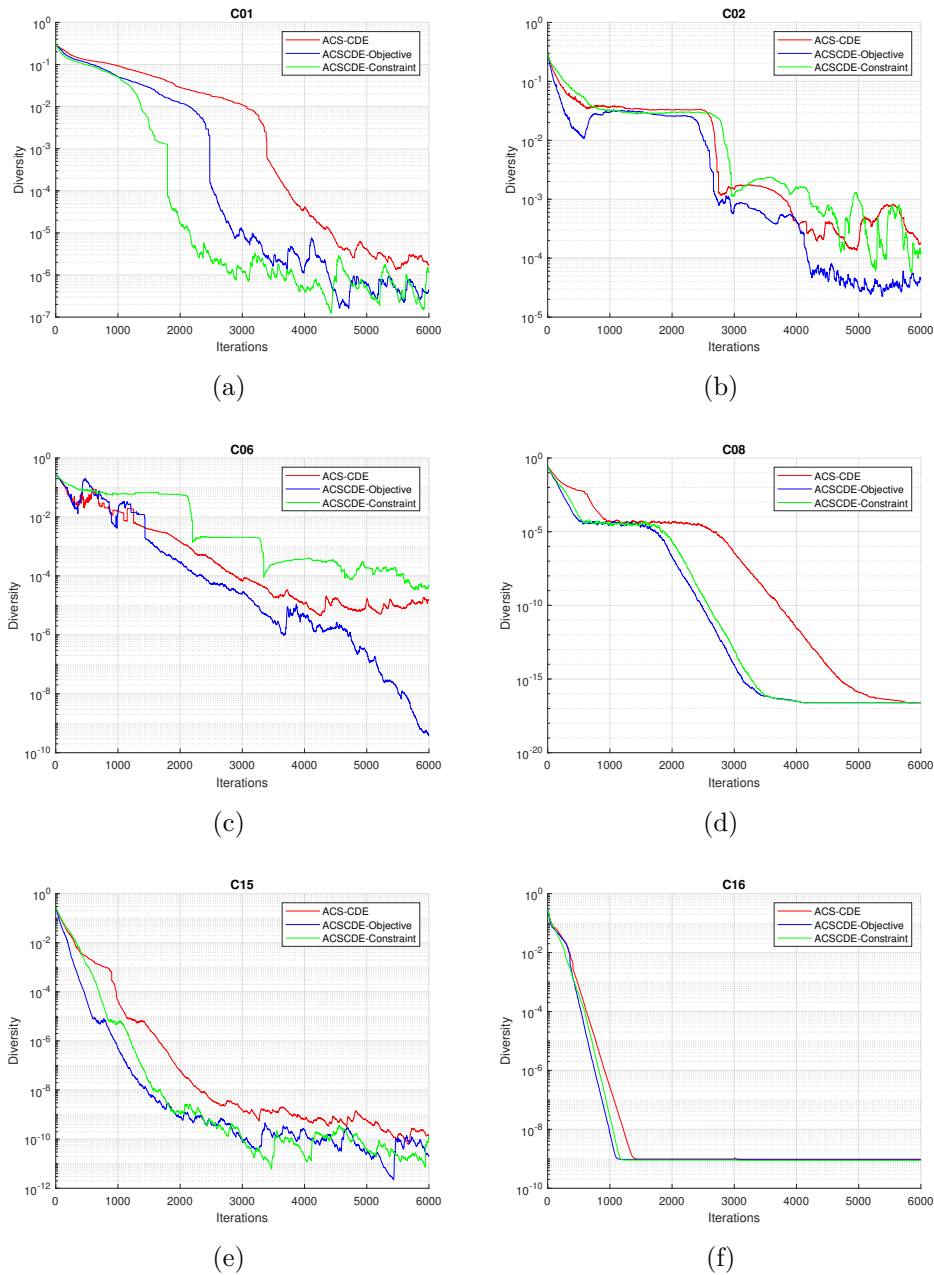 C01
10^0
10^-1
10^-2
10^-3
10^-4
10^-5
10^-6
10^-7
Diversity
0 1000 2000 3000 4000 5000 6000
Iterations
ACS-CDE
ACSCDE-Objective
ACSCDE-Constraint
(a)
C02
10^0
10^-1
10^-2
10^-3
10^-4
10^-5
Diversity
0 1000 2000 3000 4000 5000 6000
Iterations
ACS-CDE
ACSCDE-Objective
ACSCDE-Constraint
(b)
C06
10^0
10^-2
10^-4
10^-6
10^-8
10^-10
Diversity
0 1000 2000 3000 4000 5000 6000
Iterations
ACS-CDE
ACSCDE-Objective
ACSCDE-Constraint
(c)
C08
10^0
10^-5
10^-10
10^-15
10^-20
Diversity
0 1000 2000 3000 4000 5000 6000
Iterations
ACS-CDE
ACSCDE-Objective
ACSCDE-Constraint
(d)
C15
10^0
10^-2
10^-4
10^-6
10^-8
10^-10
10^-12
Diversity
0 1000 2000 3000 4000 5000 6000
Iterations
ACS-CDE
ACSCDE-Objective
ACSCDE-Constraint
(e)
C16
10^0
10^-2
10^-4
10^-6
10^-8
10^-10
Diversity
0 1000 2000 3000 4000 5000 6000
Iterations
ACS-CDE
ACSCDE-Objective
ACSCDE-Constraint
(f)